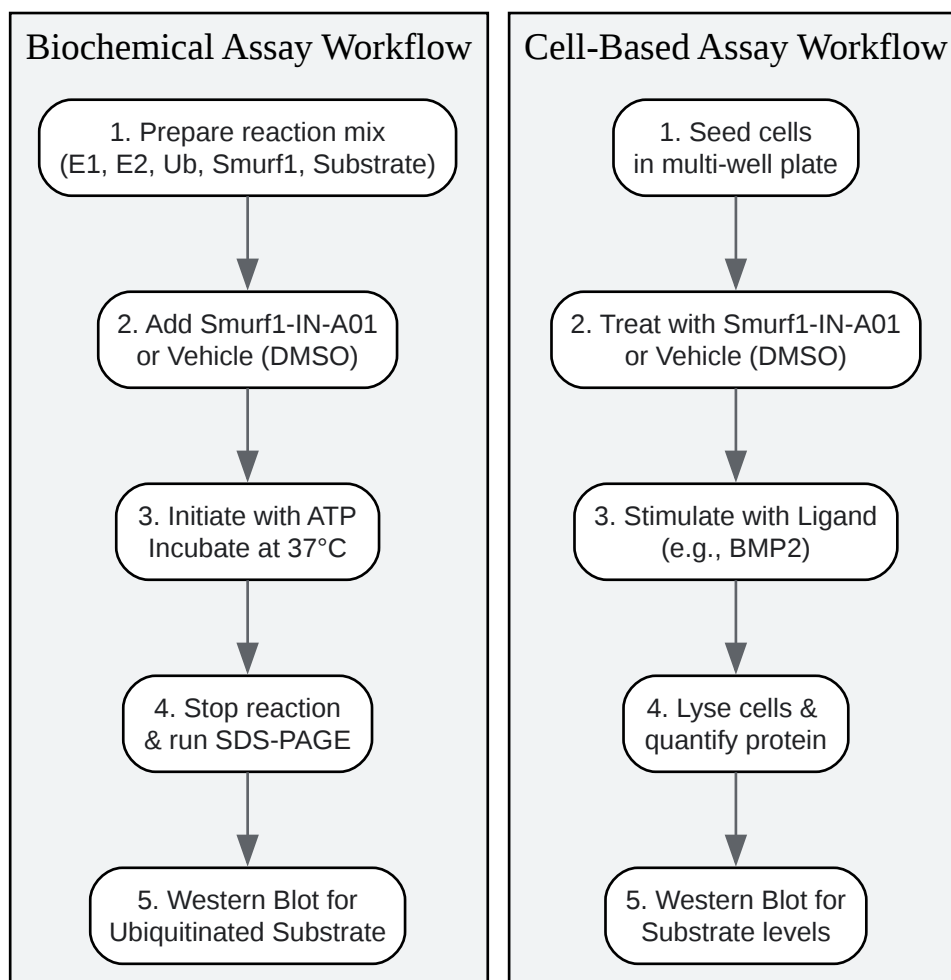 Biochemical Assay Workflow
1. Prepare reaction mix
(E1, E2, Ub, Smurf1, Substrate)
2. Add Smurf1-IN-A01
or Vehicle (DMSO)
3. Initiate with ATP
Incubate at 37°C
4. Stop reaction
& run SDS-PAGE
5. Western Blot for
Ubiquitinated Substrate
Cell-Based Assay Workflow
1. Seed cells
in multi-well plate
2. Treat with Smurf1-IN-A01
or Vehicle (DMSO)
3. Stimulate with Ligand
(e.g., BMP2)
4. Lyse cells &
quantify protein
5. Western Blot for
Substrate levels